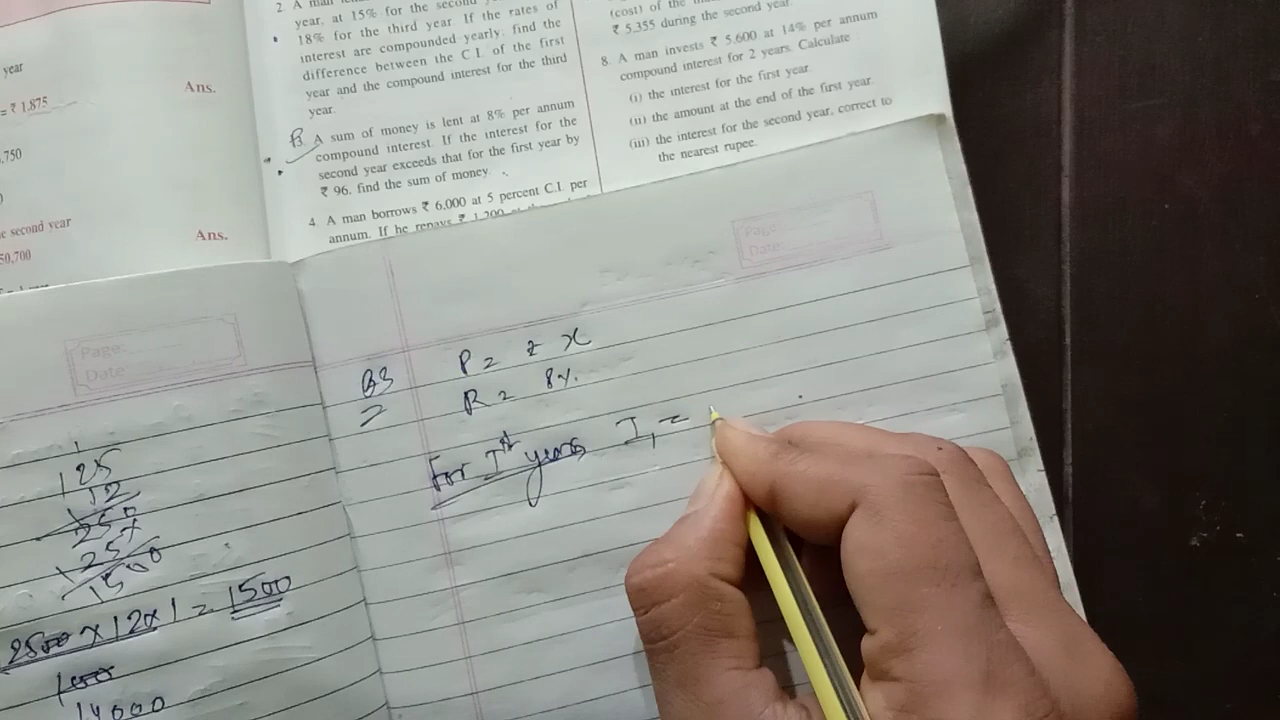 year
= ₹ 1,875
Ans.
,750
second year
Ans.
50,700
2. A man
year, at 15% for the second
18% for the third year. If the rates of
interest are compounded yearly; find the
difference between the C.I. of the first
year and the compound interest for the third
year.
3. A sum of money is lent at 8% per annum
compound interest. If the interest for the
second year exceeds that for the first year by
₹ 96, find the sum of money.
4. A man borrows ₹ 6,000 at 5 percent C.I. per
annum. If he repays ₹ 1,200
(cost) of the
₹ 5,355 during the second year.
8. A man invests ₹ 5,600 at 14% per annum
compound interest for 2 years. Calculate
(i) the interest for the first year.
(ii) the amount at the end of the first year.
(iii) the interest for the second year, correct to
the nearest rupee.
Page:
Date:
Page:
Date:
125
12
250
125x
1500
2500 x 12 x 1 = 1500
100
14000
Q3
P = ₹ x
R = 8%.
For Ist years I1 =